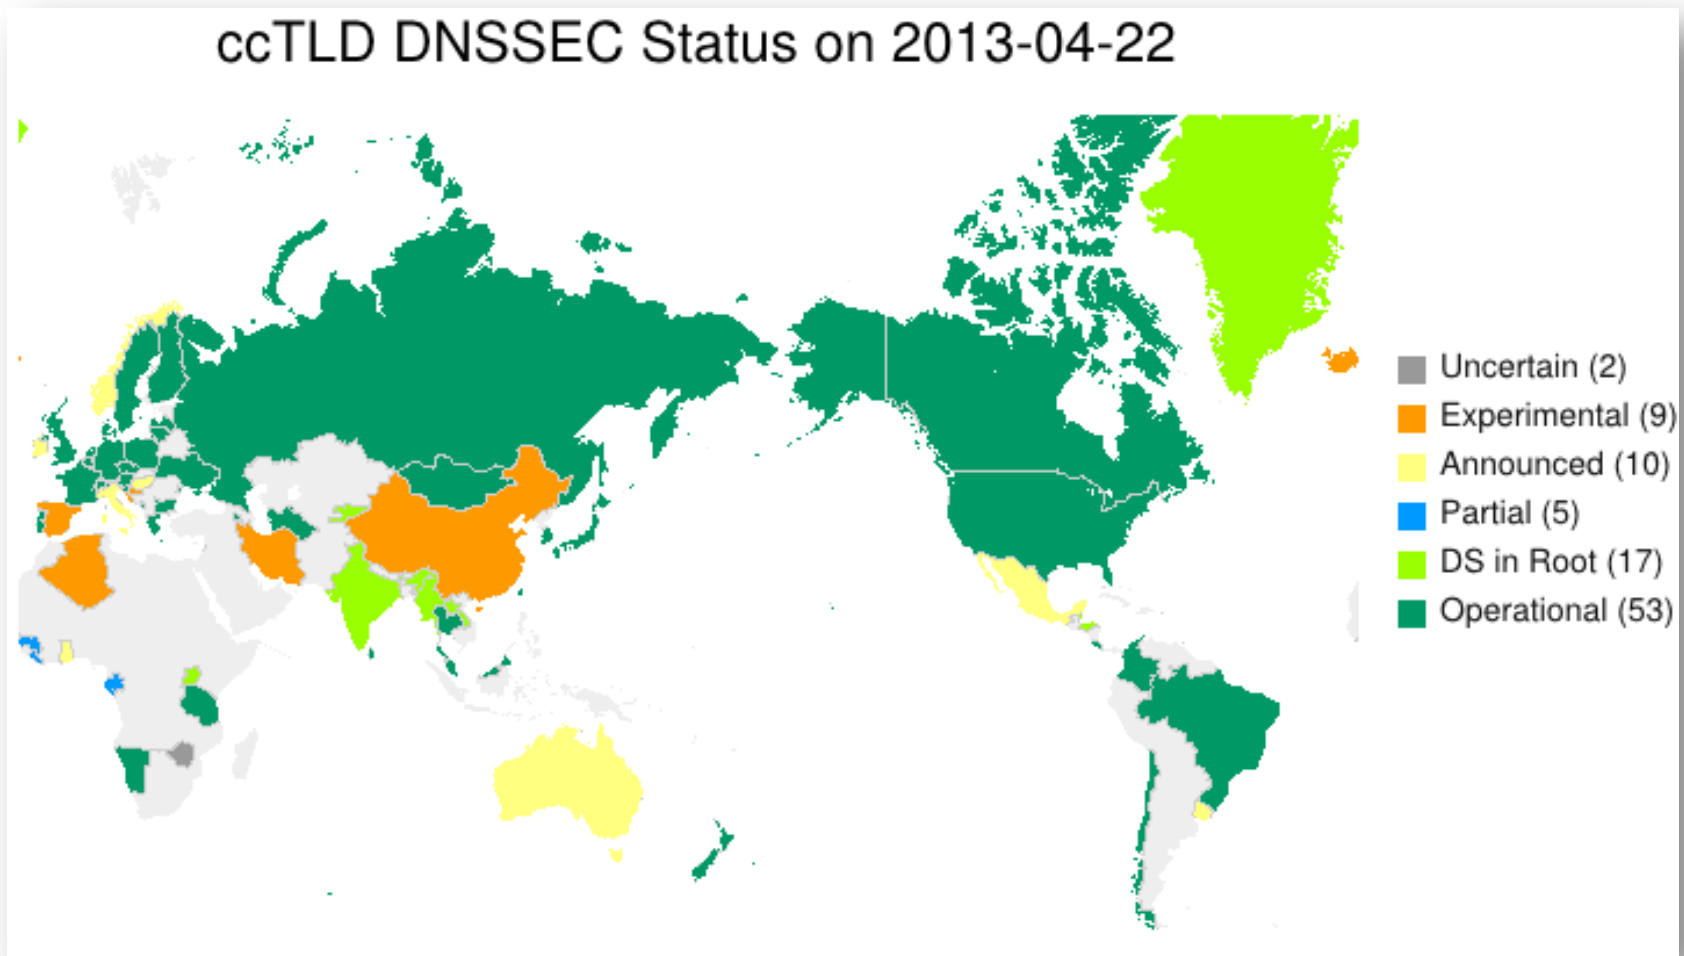 ccTLD DNSSEC Status on 2013-04-22
Uncertain (2)
Experimental (9)
Announced (10)
Partial (5)
DS in Root (17)
Operational (53)